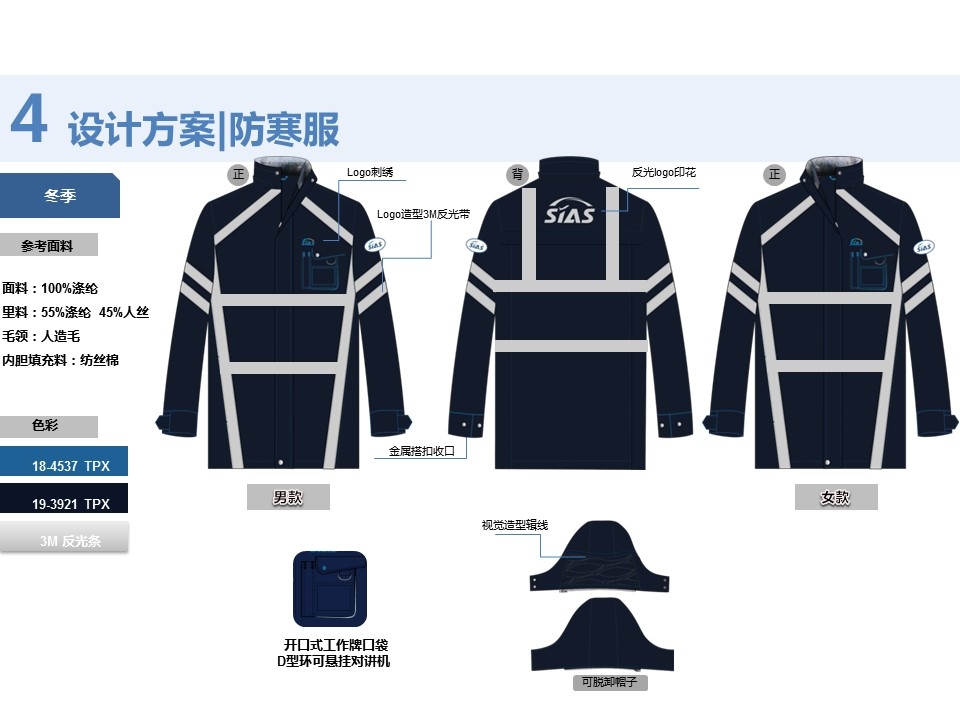 4 设计方案|防寒服
冬季
参考面料
面料：100%涤纶
里料：55%涤纶 45%人丝
毛领：人造毛
内胆填充料：纺丝棉
色彩
18-4537 TPX
19-3921 TPX
3M 反光条
正
Logo刺绣
Logo造型3M反光带
SiAS
背
反光logo印花
SiAS
SiAS
金属搭扣收口
正
SiAS
男款
女款
视觉造型辑线
开口式工作牌口袋
D型环可悬挂对讲机
可脱卸帽子